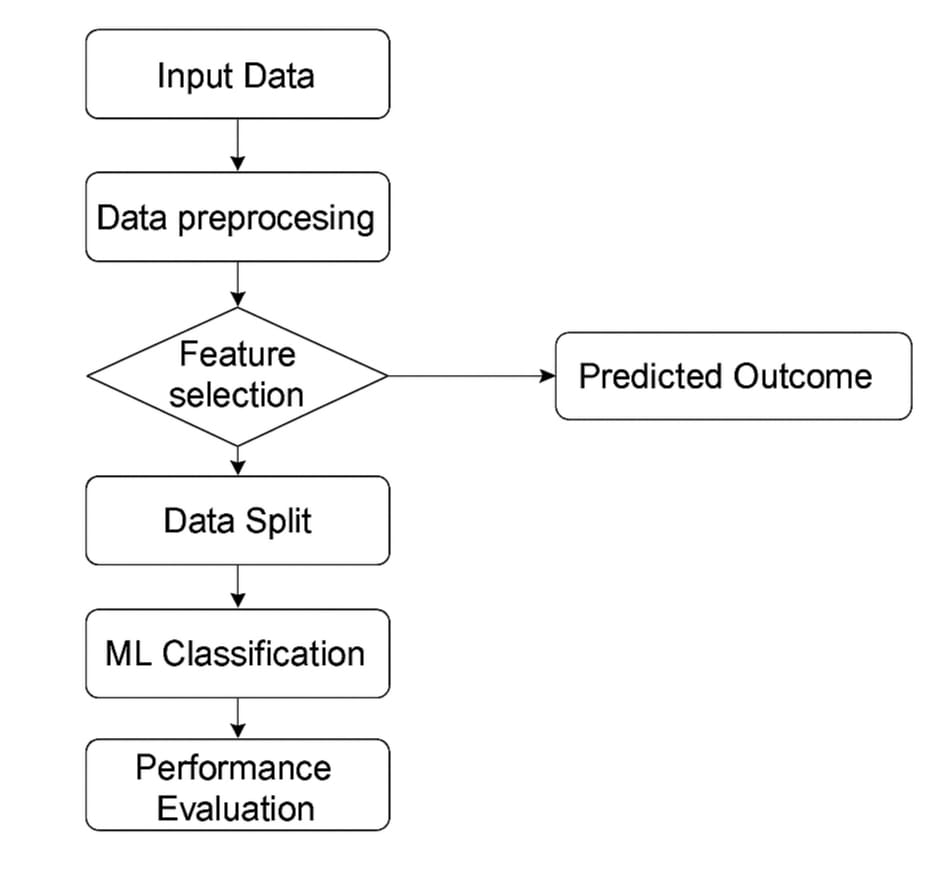 Input Data
Data preprocesing
Feature
selection
Predicted Outcome
Data Split
ML Classification
Performance
Evaluation